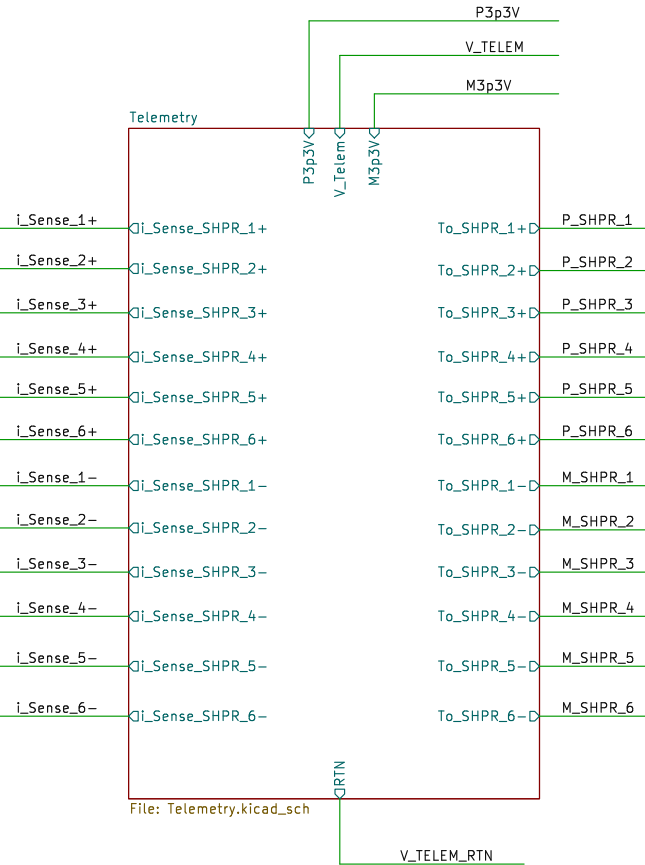 P3p3V
V_TELEM
M3p3V
Telemetry
P3p3V
V_Telem
M3p3V
i_Sense_1+
i_Sense_SHPR_1+
To_SHPR_1+
P_SHPR_1
i_Sense_2+
i_Sense_SHPR_2+
To_SHPR_2+
P_SHPR_2
i_Sense_3+
i_Sense_SHPR_3+
To_SHPR_3+
P_SHPR_3
i_Sense_4+
i_Sense_SHPR_4+
To_SHPR_4+
P_SHPR_4
i_Sense_5+
i_Sense_SHPR_5+
To_SHPR_5+
P_SHPR_5
i_Sense_6+
i_Sense_SHPR_6+
To_SHPR_6+
P_SHPR_6
i_Sense_1-
i_Sense_SHPR_1-
To_SHPR_1-
M_SHPR_1
i_Sense_2-
i_Sense_SHPR_2-
To_SHPR_2-
M_SHPR_2
i_Sense_3-
i_Sense_SHPR_3-
To_SHPR_3-
M_SHPR_3
i_Sense_4-
i_Sense_SHPR_4-
To_SHPR_4-
M_SHPR_4
i_Sense_5-
i_Sense_SHPR_5-
To_SHPR_5-
M_SHPR_5
i_Sense_6-
i_Sense_SHPR_6-
To_SHPR_6-
M_SHPR_6
RTN
File: Telemetry.kicad_sch
V_TELEM_RTN